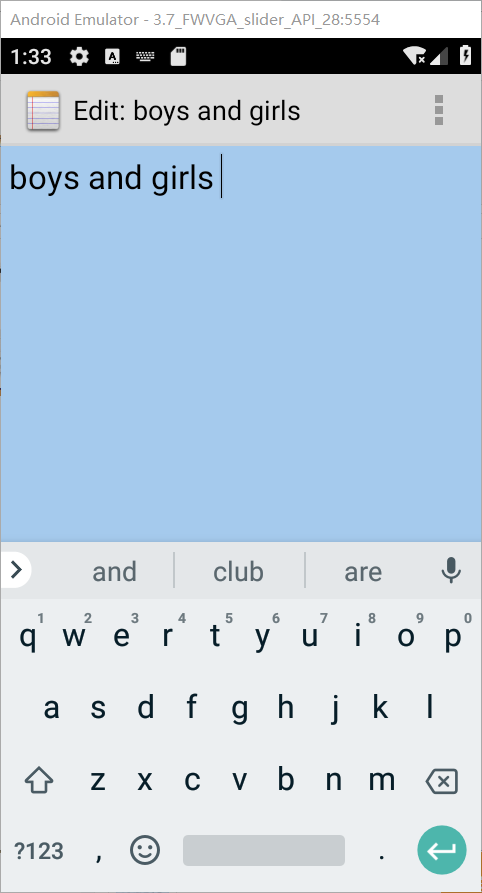 Android Emulator - 3.7_FWVGA_slider_API_28:5554
1:33 A
Edit: boys and girls
boys and girls
and club are
1 2 3 4 5 6 7 8 9 0
q w e r t y u i o p
a s d f g h j k l
z x c v b n m
?123 , .